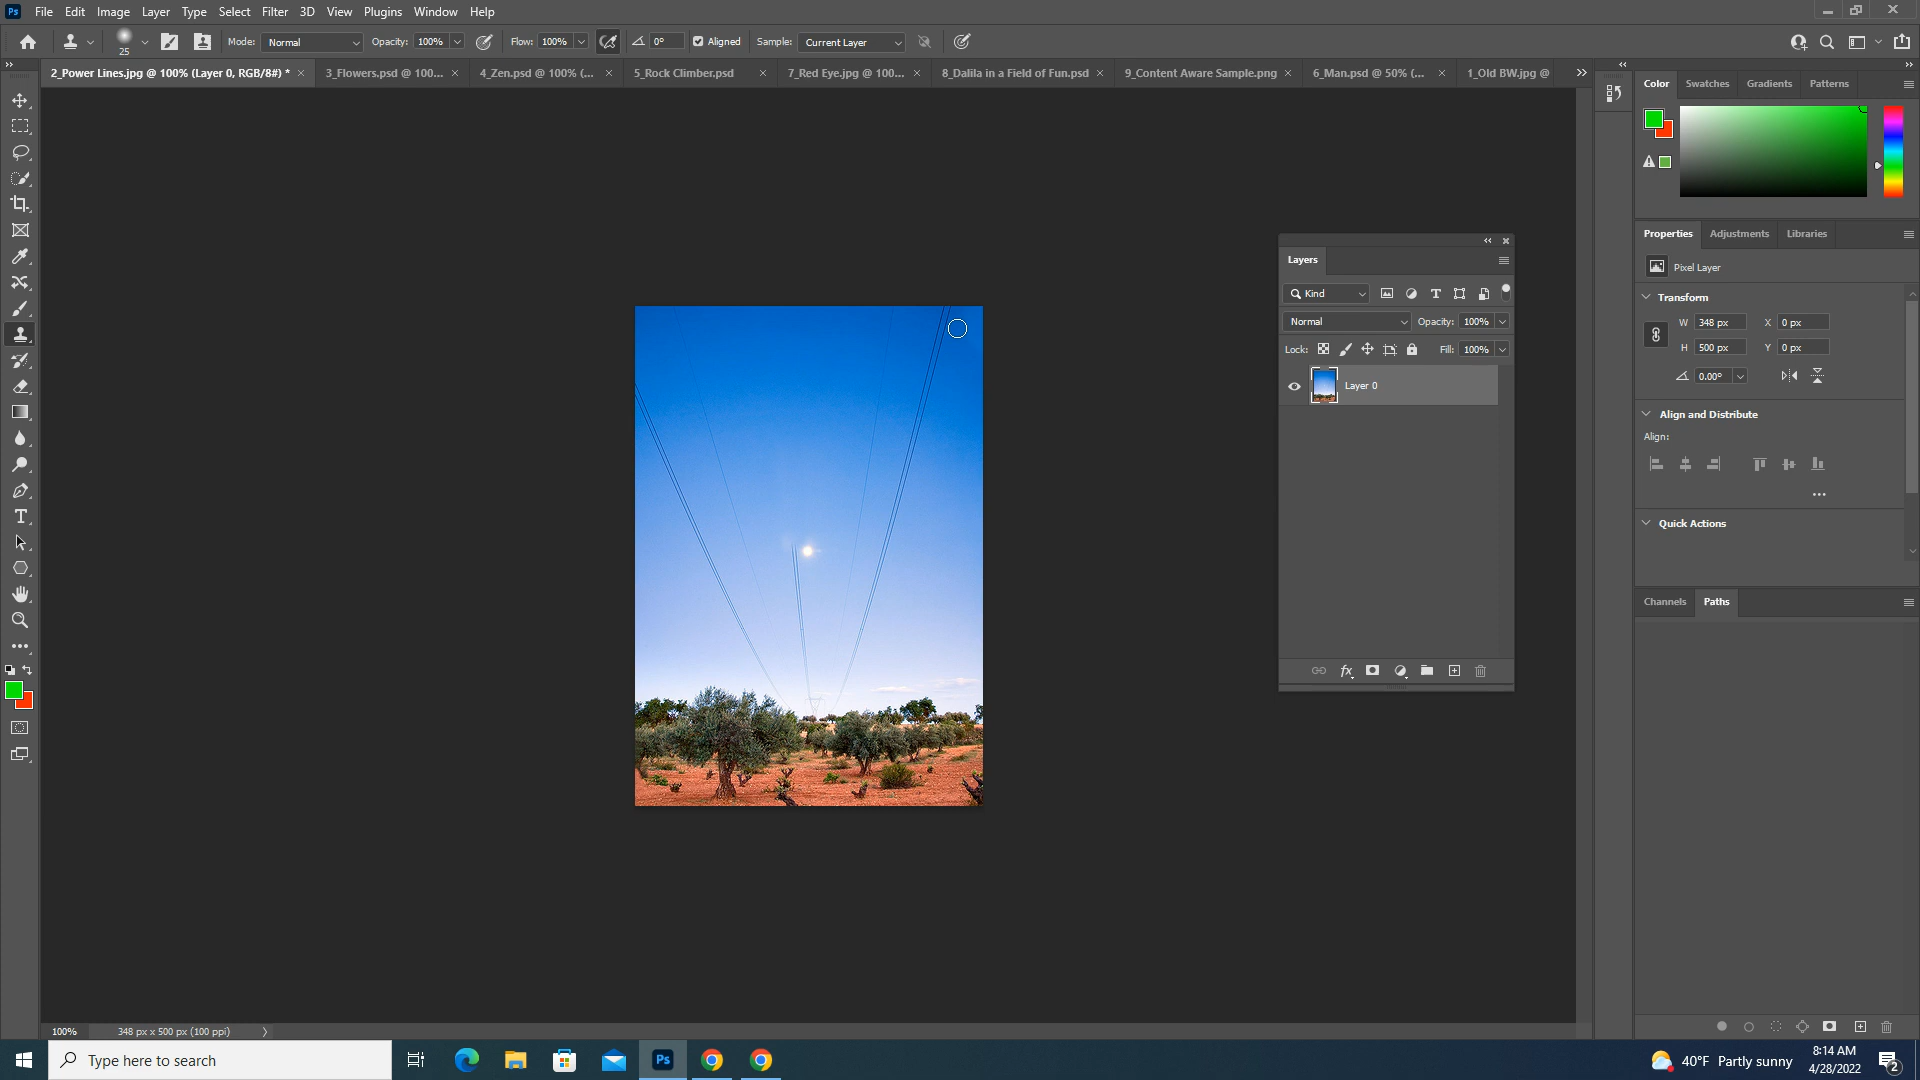 Ps File Edit Image Layer Type Select Filter 3D View Plugins Window Help
25 Mode: Normal Opacity: 100% Flow: 100% 0° Aligned Sample: Current Layer
2_Power Lines.jpg @ 100% (Layer 0, RGB/8#) * 3_Flowers.psd @ 100... 4_Zen.psd @ 100% (... 5_Rock Climber.psd 7_Red Eye.jpg @ 100... 8_Dalila in a Field of Fun.psd 9_Content Aware Sample.png 6_Man.psd @ 50% (... 1_Old BW.jpg @
Color Swatches Gradients Patterns
Properties Adjustments Libraries
Pixel Layer
Transform
W 348 px X 0 px
H 500 px Y 0 px
0.00°
Align and Distribute
Align:
Quick Actions
Channels Paths
Layers
Kind
Normal Opacity: 100%
Lock: Fill: 100%
Layer 0
fx
100% 348 px x 500 px (100 ppi)
Type here to search
Ps
40°F Partly sunny
8:14 AM
4/28/2022
2